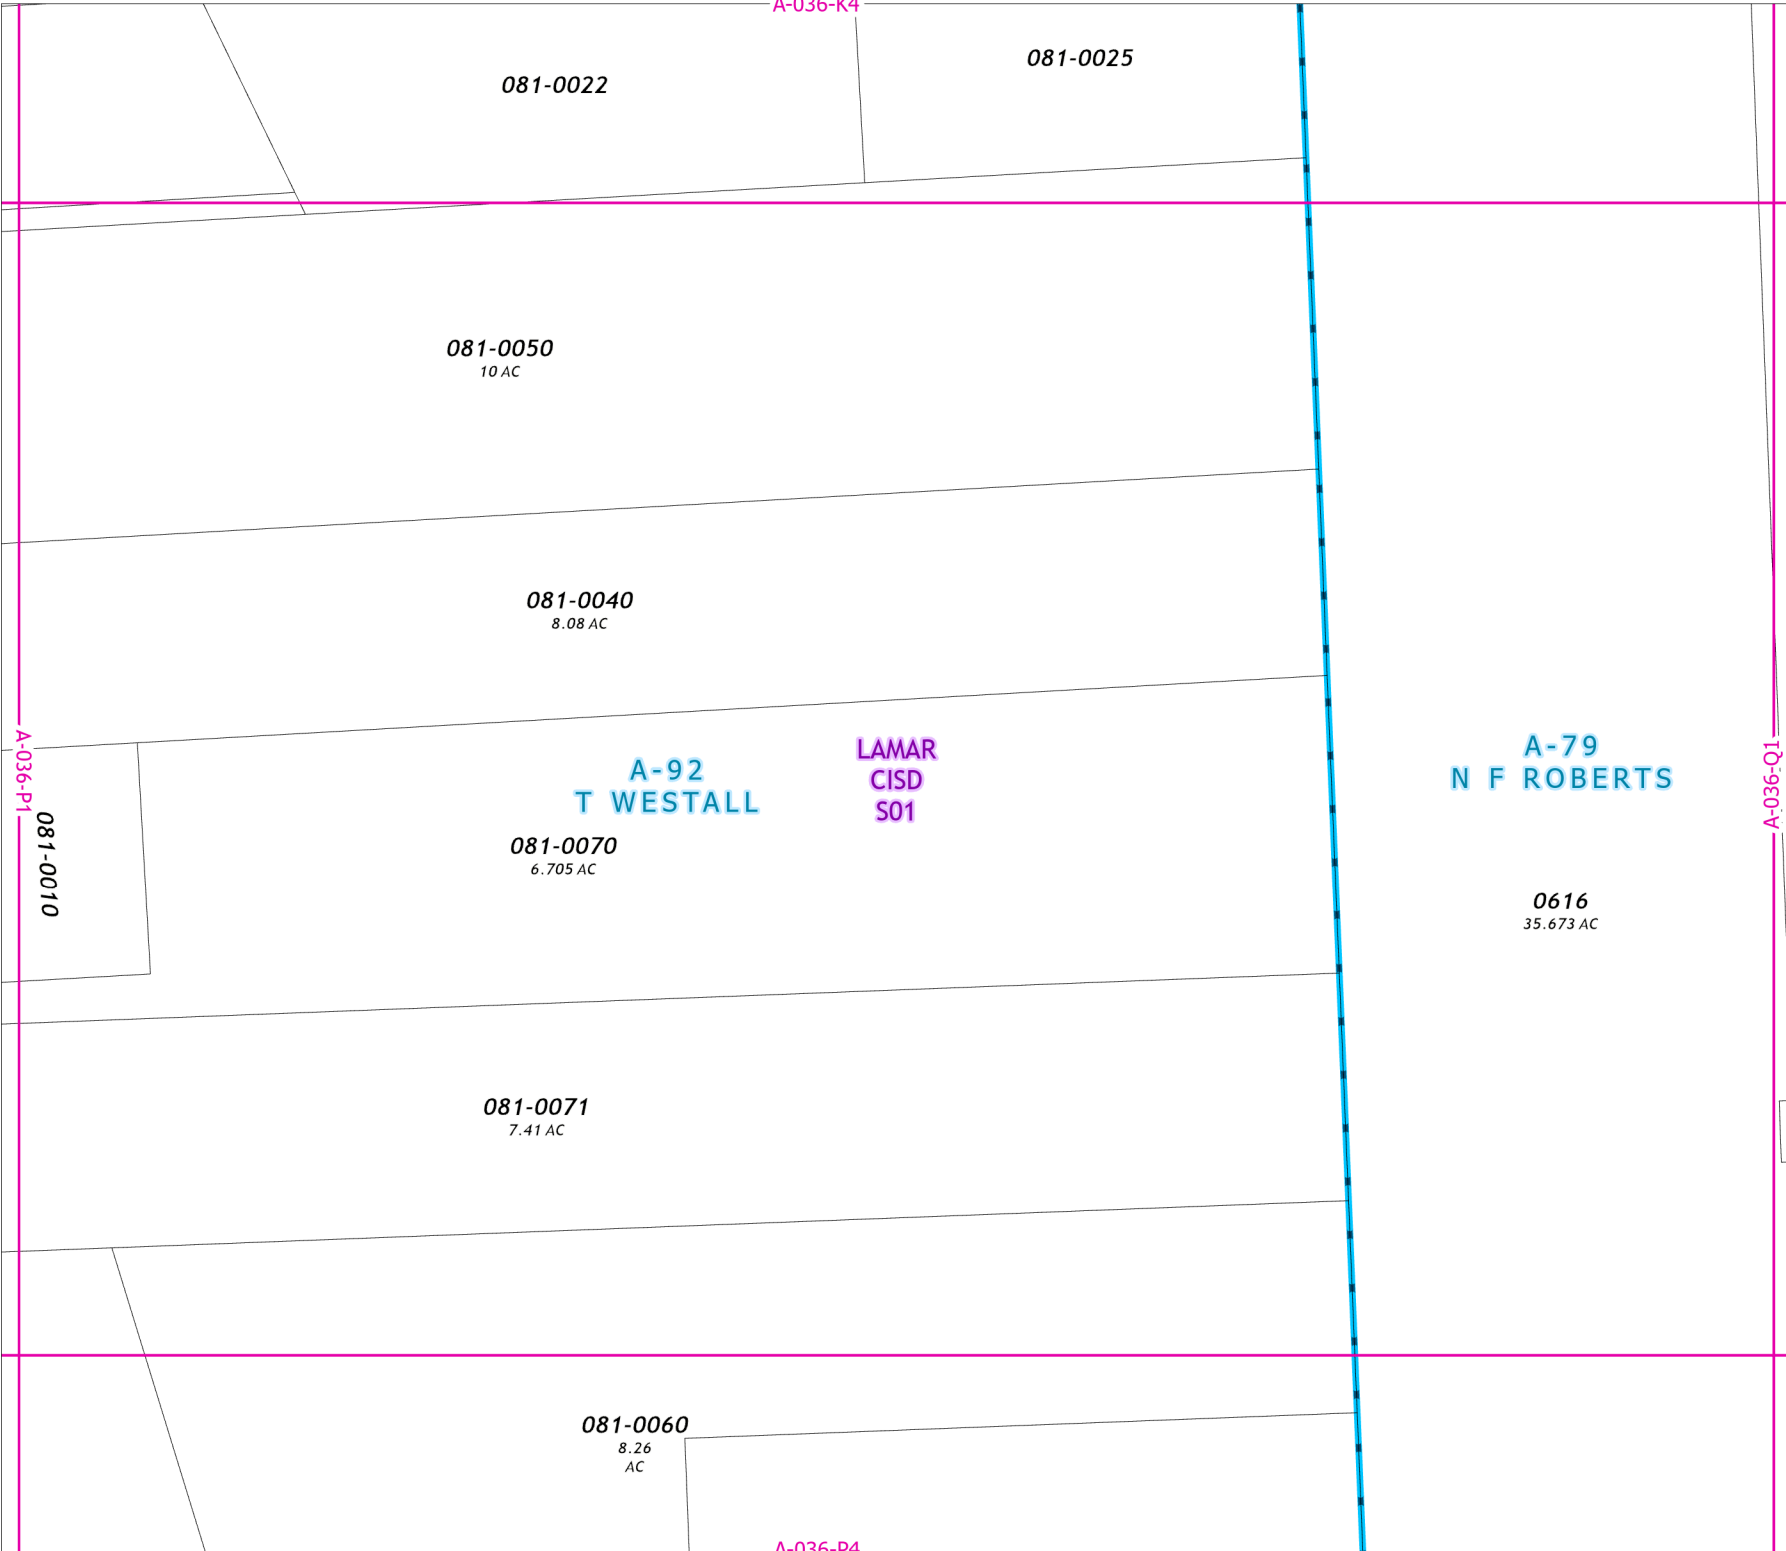 A-036-K4
081-0022
081-0025
081-0050
10 AC
081-0040
8.08 AC
A-036-P1
A-92
T WESTALL
LAMAR
CISD
S01
A-79
N F ROBERTS
A-036-Q1
081-0010
081-0070
6.705 AC
0616
35.673 AC
081-0071
7.41 AC
081-0060
8.26
AC
A-036-P4